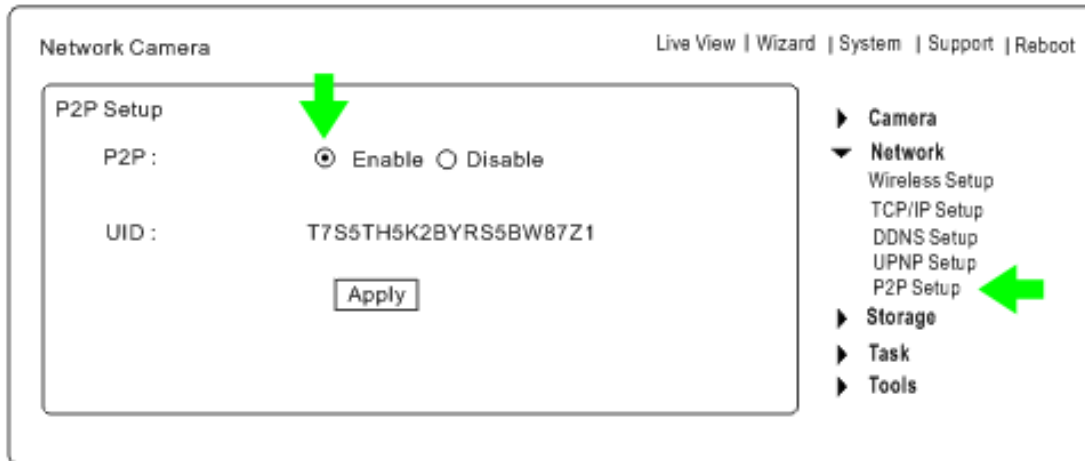 Network Camera
Live View | Wizard | System | Support | Reboot
P2P Setup
P2P :
Enable Disable
UID :
T7S5TH5K2BYRS5BW87Z1
Apply
Camera
Network
Wireless Setup
TCP/IP Setup
DDNS Setup
UPNP Setup
P2P Setup
Storage
Task
Tools